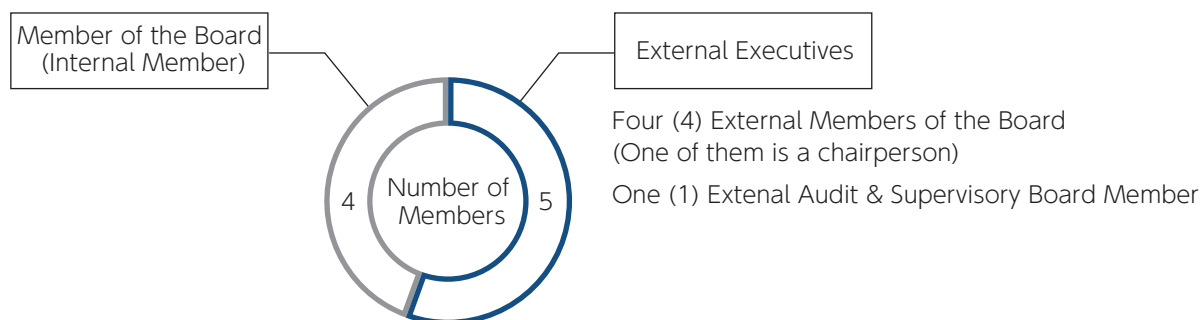 Member of the Board
(Internal Member)
External Executives
Four (4) External Members of the Board
(One of them is a chairperson)
One (1) Extenal Audit & Supervisory Board Member
4
Number of
Members
5